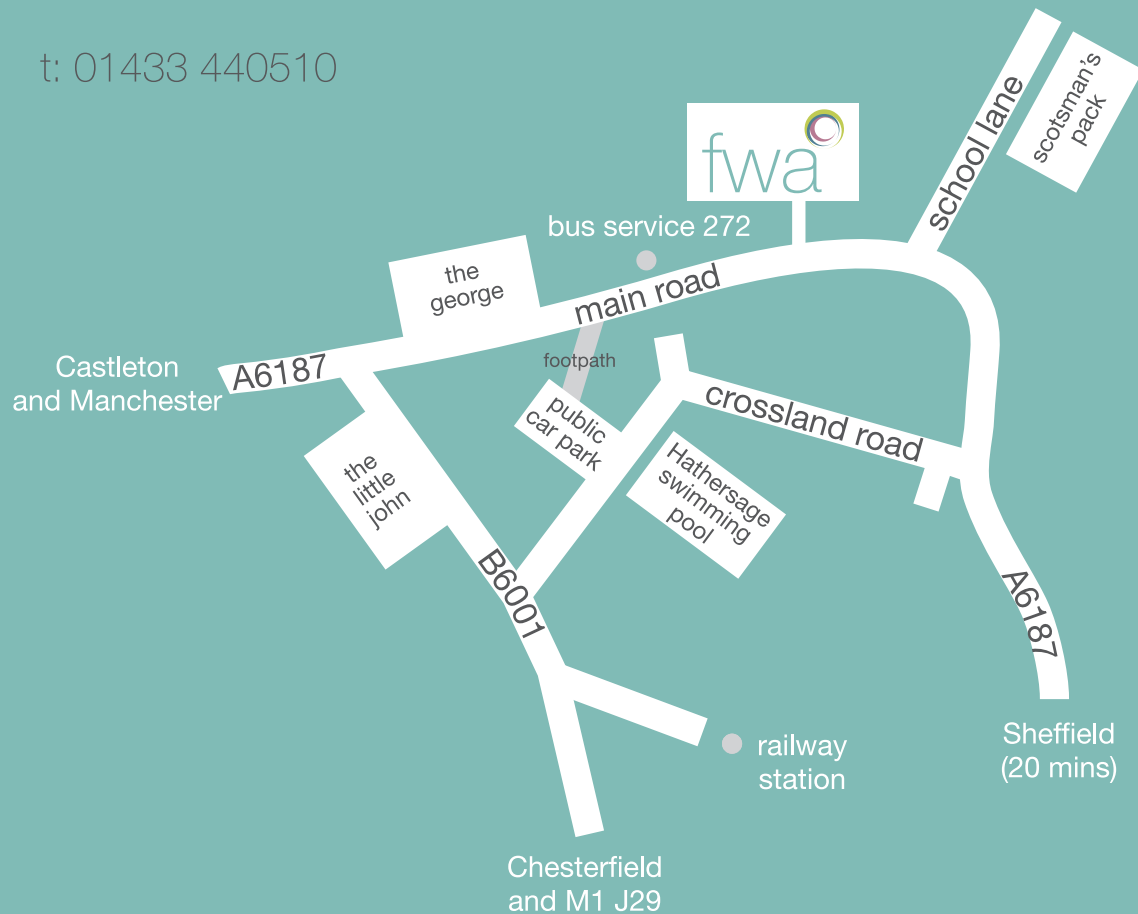 t: 01433 440510
school lane
scotsman's
pack
fwa
bus service 272
the
george
main road
Castleton
and Manchester
A6187
footpath
public
car park
crossland road
the
little
john
Hathersage
swimming
pool
B6001
A6187
railway
station
Sheffield
(20 mins)
Chesterfield
and M1 J29